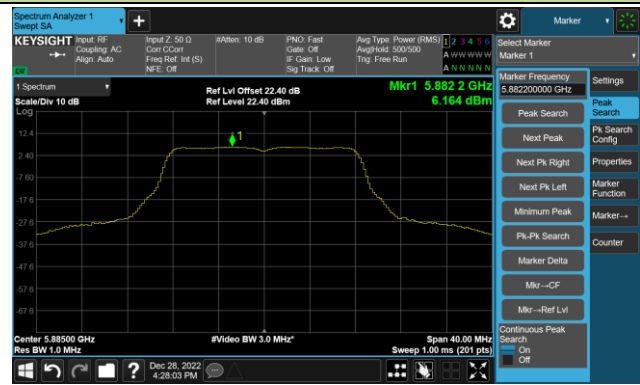 Spectrum Analyzer 1
Swept SA
+
Marker
KEYSIGHT
Input: RF
Coupling: AC
Align: Auto
Input Z: 50 Ω
Corr CCorr
Freq Ref: Int (S)
NFE: Off
#Atten: 10 dB
PNO: Fast
Gate: Off
IF Gain: Low
Sig Track: Off
Avg Type: Power (RMS)
Avg|Hold: 500/500
Trig: Free Run
1 2 3 4 5 6
A W W W W W
A N N N N N
LW
Select Marker
Marker 1
1 Spectrum
Scale/Div 10 dB
Log
Ref Lvl Offset 22.40 dB
Ref Level 22.40 dBm
Mkr1 5.882 2 GHz
6.164 dBm
12.4
2.40
-7.60
-17.6
-27.6
-37.6
-47.6
-57.6
-67.6
1
Center 5.88500 GHz
Res BW 1.0 MHz
#Video BW 3.0 MHz*
Span 40.00 MHz
Sweep 1.00 ms (201 pts)
Marker Frequency
5.882200000 GHz
Peak Search
Next Peak
Next Pk Right
Next Pk Left
Minimum Peak
Pk-Pk Search
Marker Delta
Mkr→CF
Mkr→Ref Lvl
Continuous Peak
Search
On
Off
Settings
Peak
Search
Pk Search
Config
Properties
Marker
Function
Marker→
Counter
?
Dec 28, 2022
4:28:03 PM